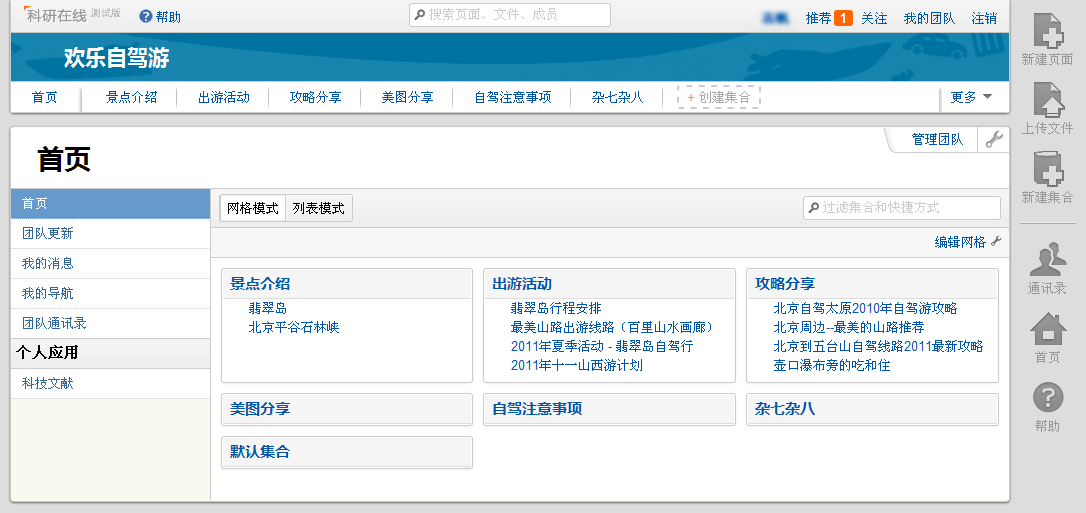 科研在线 测试版 帮助 搜索页面、文件、成员 推荐 1 关注 我的团队 注销
欢乐自驾游
首页 景点介绍 出游活动 攻略分享 美图分享 自驾注意事项 杂七杂八 + 创建集合 更多
首页
管理团队
首页
团队更新
我的消息
我的导航
团队通讯录
个人应用
科技文献
网格模式 列表模式 过滤集合和快捷方式
编辑网格
景点介绍
翡翠岛
北京平谷石林峡
出游活动
翡翠岛行程安排
最美山路出游线路（百里山水画廊）
2011年夏季活动 - 翡翠岛自驾行
2011年十一山西游计划
攻略分享
北京自驾太原2010年自驾游攻略
北京周边--最美的山路推荐
北京到五台山自驾线路2011最新攻略
壶口瀑布旁的吃和住
美图分享
自驾注意事项
杂七杂八
默认集合
新建页面
上传文件
新建集合
通讯录
首页
帮助